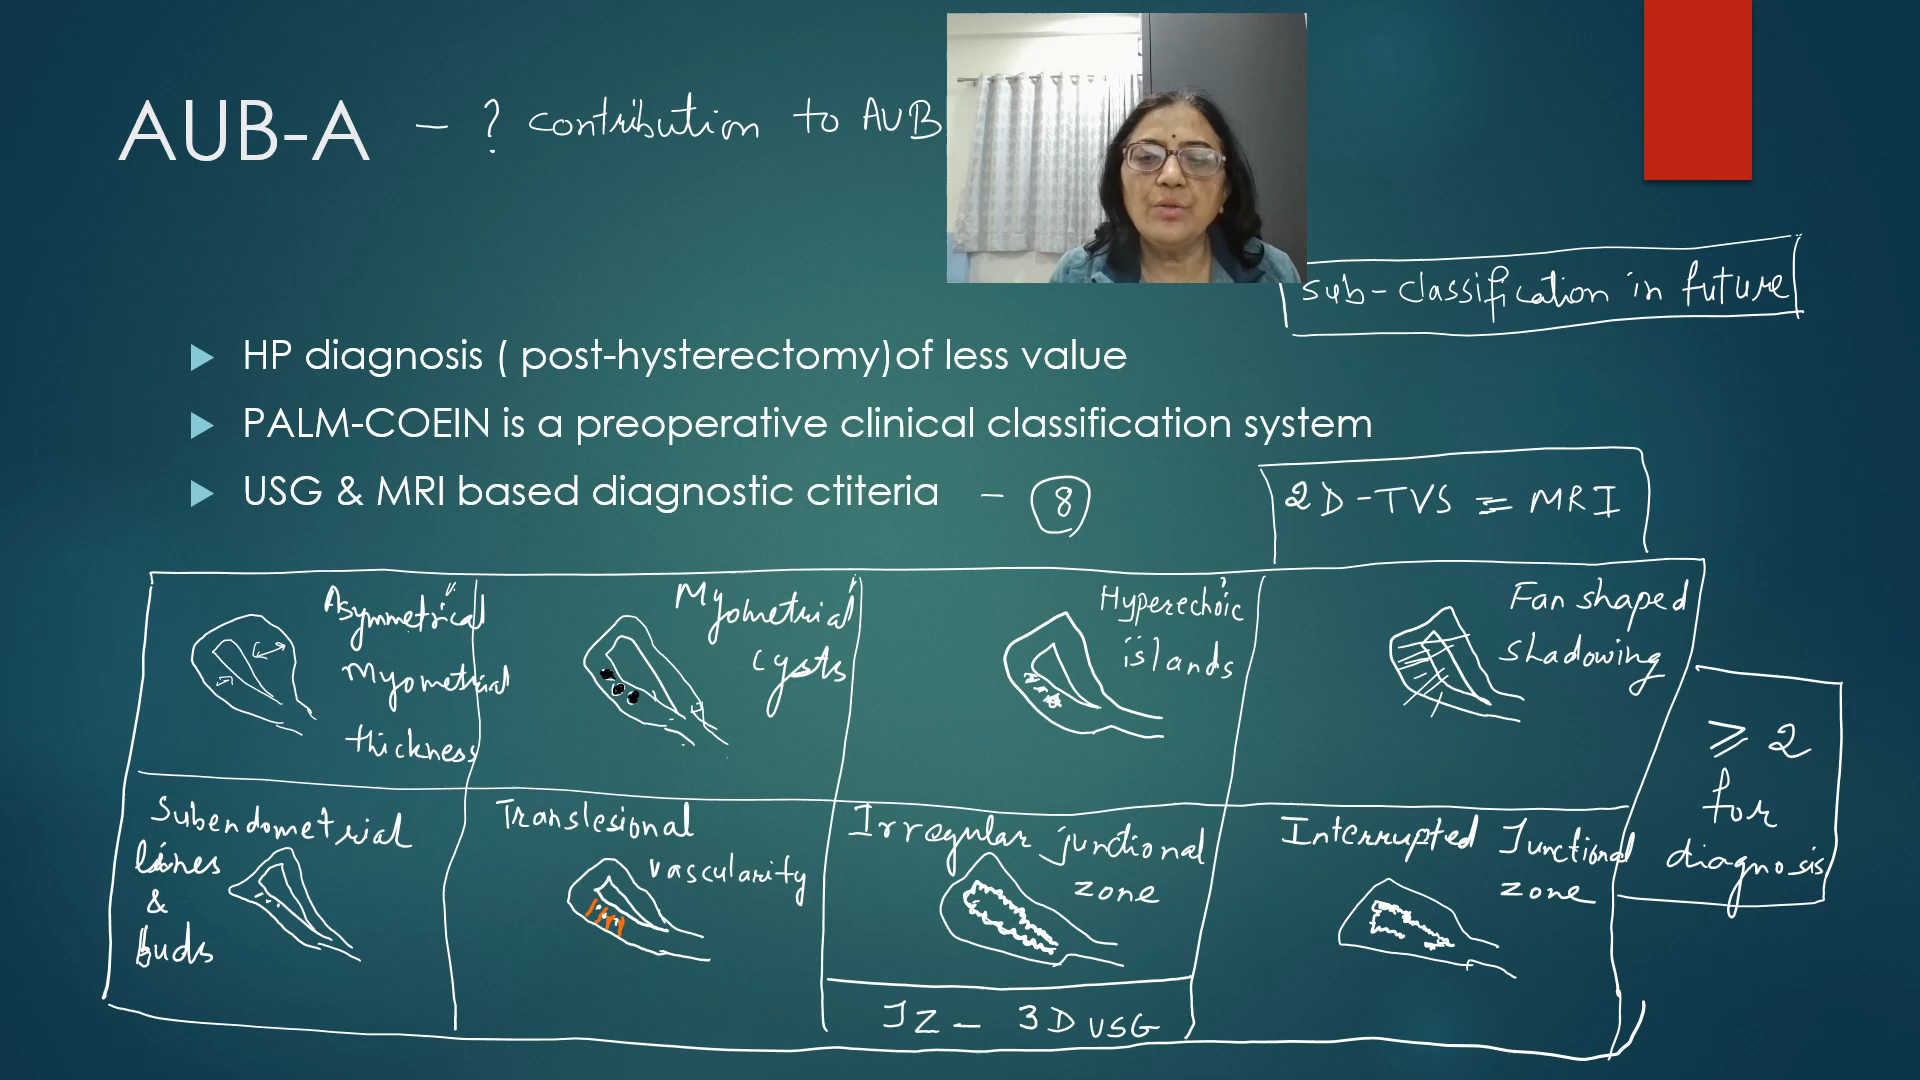 AUB-A - ? contribution to AUB
sub-classification in future
HP diagnosis ( post-hysterectomy)of less value
PALM-COEIN is a preoperative clinical classification system
USG & MRI based diagnostic ctiteria - 8
2D-TVS = MRI
Asymmetrical
Myometrial
thickness
Myometrial
cysts
Hyperechoic
islands
Fan shaped
shadowing
≥ 2
for
diagnosis
Subendometrial
lines
&
buds
Translesional
vascularity
Irregular junctional
zone
Interrupted Junctional
zone
JZ - 3D USG